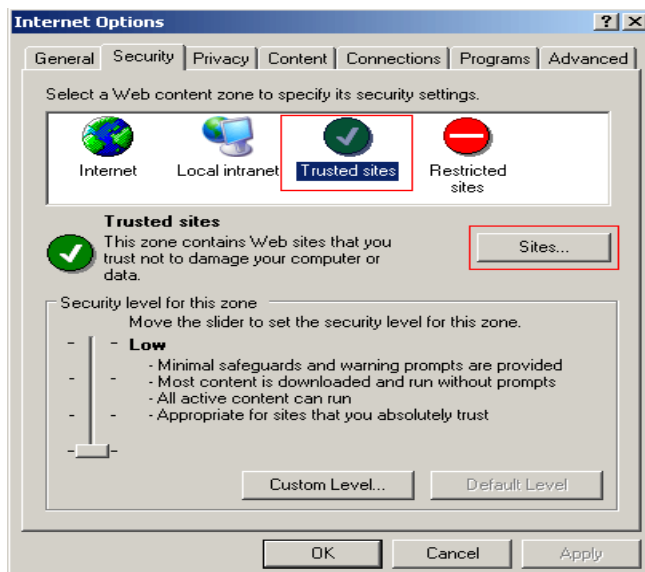 Internet Options
General Security Privacy Content Connections Programs Advanced
Select a Web content zone to specify its security settings.
Internet Local intranet Trusted sites Restricted
sites
Trusted sites
This zone contains Web sites that you
trust not to damage your computer or
data.
Sites...
Security level for this zone
Move the slider to set the security level for this zone.
Low
- Minimal safeguards and warning prompts are provided
- Most content is downloaded and run without prompts
- All active content can run
- Appropriate for sites that you absolutely trust
Custom Level... Default Level
OK Cancel Apply